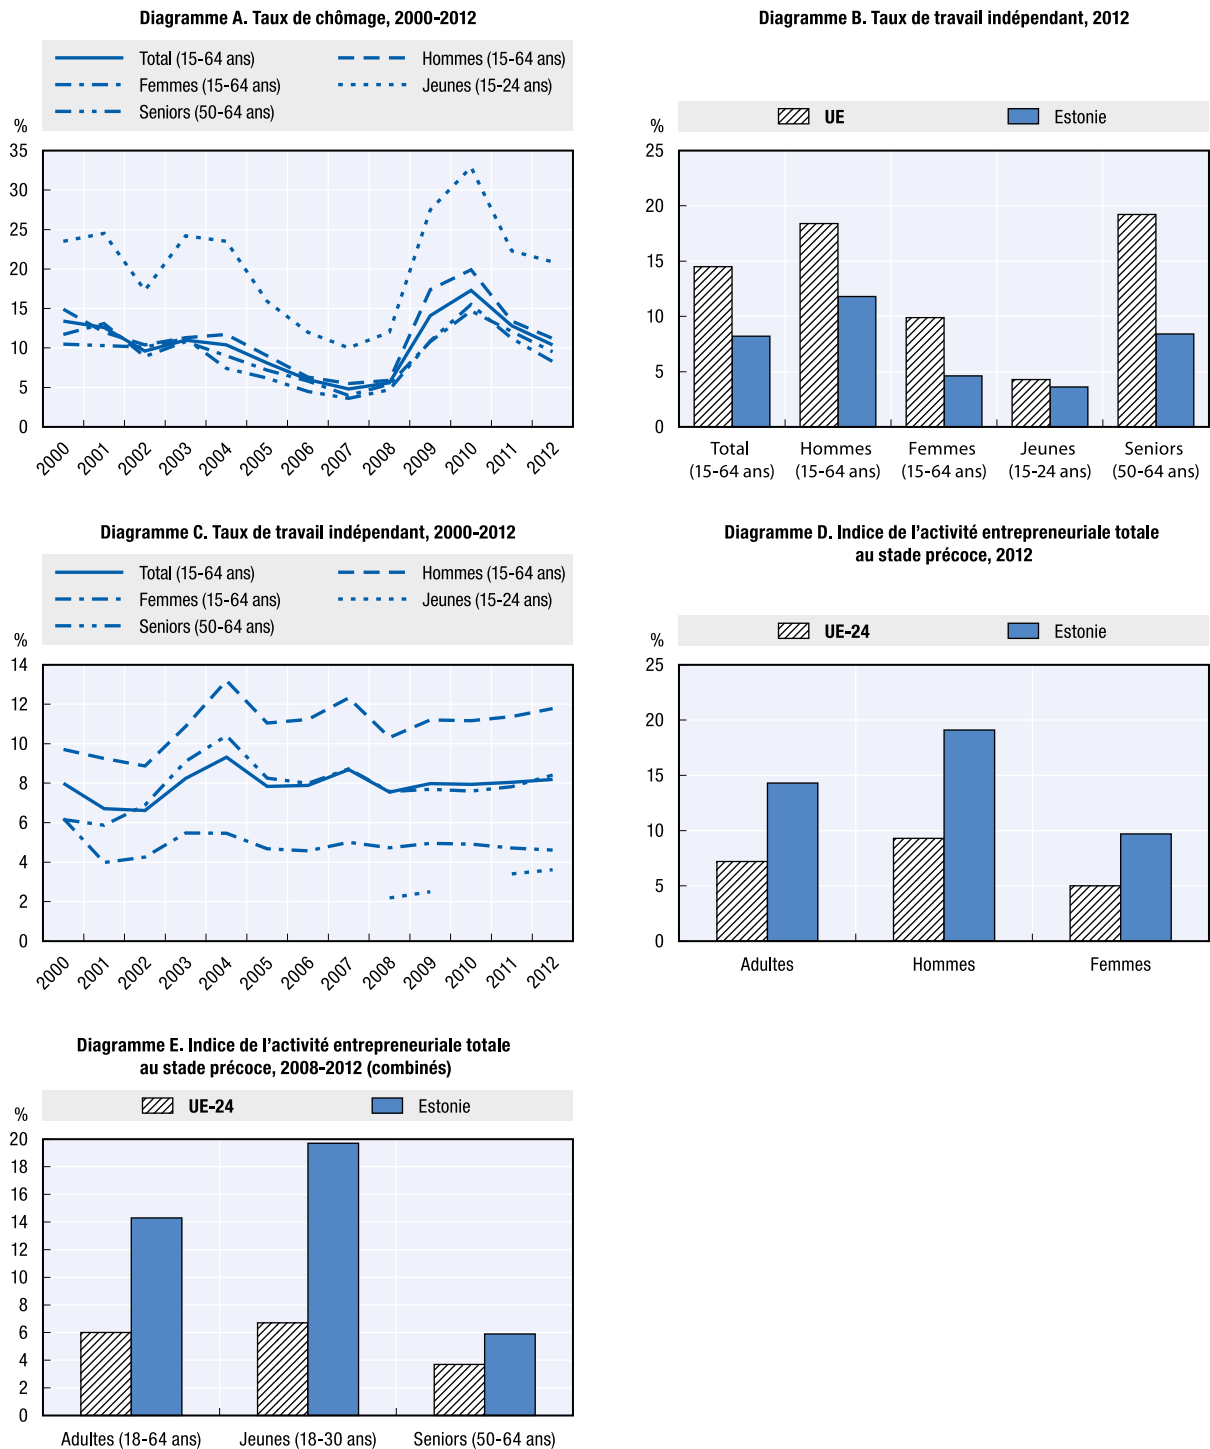 Diagramme A. Taux de chômage, 2000-2012
Total (15-64 ans)
Hommes (15-64 ans)
Femmes (15-64 ans)
Jeunes (15-24 ans)
Seniors (50-64 ans)
%
35
30
25
20
15
10
5
0
2000
2001
2002
2003
2004
2005
2006
2007
2008
2009
2010
2011
2012
Diagramme B. Taux de travail indépendant, 2012
UE
Estonie
%
25
20
15
10
5
0
Total
(15-64 ans)
Hommes
(15-64 ans)
Femmes
(15-64 ans)
Jeunes
(15-24 ans)
Seniors
(50-64 ans)
Diagramme C. Taux de travail indépendant, 2000-2012
Total (15-64 ans)
Hommes (15-64 ans)
Femmes (15-64 ans)
Jeunes (15-24 ans)
Seniors (50-64 ans)
%
14
12
10
8
6
4
2
0
2000
2001
2002
2003
2004
2005
2006
2007
2008
2009
2010
2011
2012
Diagramme D. Indice de l’activité entrepreneuriale totale
au stade précoce, 2012
UE-24
Estonie
%
25
20
15
10
5
0
Adultes
Hommes
Femmes
Diagramme E. Indice de l’activité entrepreneuriale totale
au stade précoce, 2008-2012 (combinés)
UE-24
Estonie
%
20
18
16
14
12
10
8
6
4
2
0
Adultes (18-64 ans)
Jeunes (18-30 ans)
Seniors (50-64 ans)